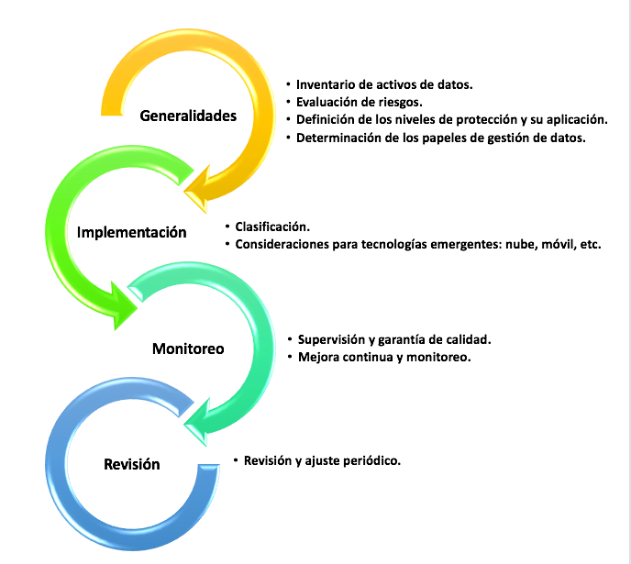 Generalidades
• Inventario de activos de datos.
• Evaluación de riesgos.
• Definición de los niveles de protección y su aplicación.
• Determinación de los papeles de gestión de datos.
Implementación
• Clasificación.
• Consideraciones para tecnologías emergentes: nube, móvil, etc.
Monitoreo
• Supervisión y garantía de calidad.
• Mejora continua y monitoreo.
Revisión
• Revisión y ajuste periódico.